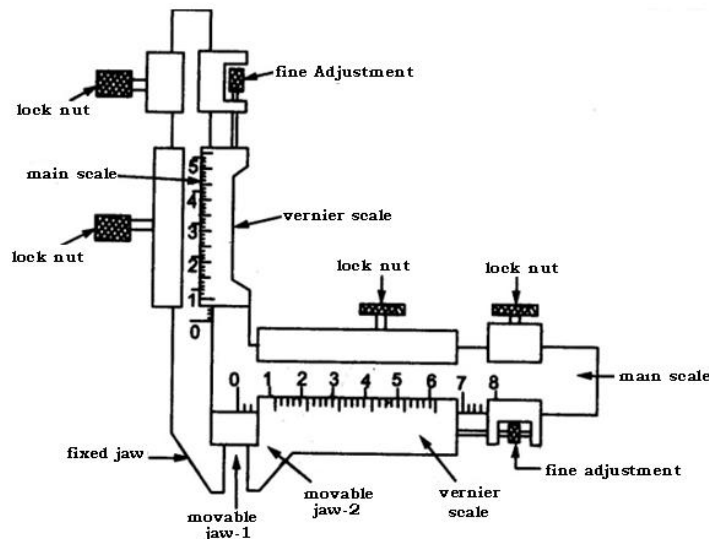 fine Adjustment
lock nut
main scale
5
4
3
2
1
0
vernier scale
lock nut
lock nut
lock nut
main scale
0 1 2 3 4 5 6 7 8
fixed jaw
movable
jaw-1
movable
jaw-2
vernier
scale
fine adjustment